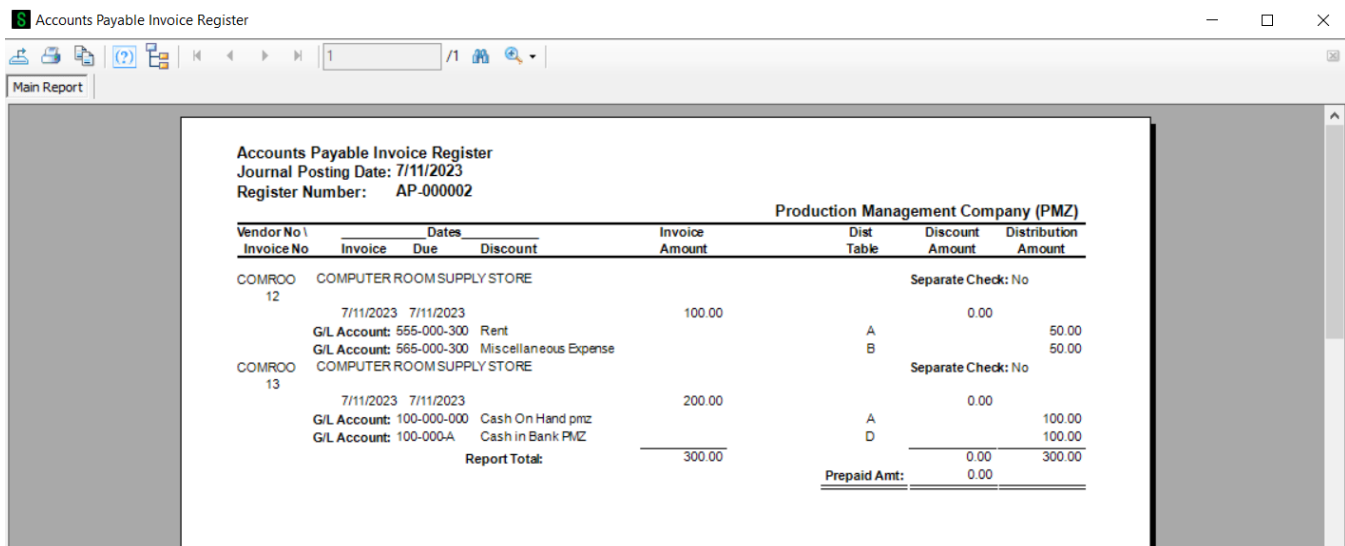 Accounts Payable Invoice Register
1 /1
Main Report
Accounts Payable Invoice Register
Journal Posting Date: 7/11/2023
Register Number: AP-000002
Production Management Company (PMZ)
Vendor No \ Dates Invoice Dist Discount Distribution
Invoice No Invoice Due Discount Amount Table Amount Amount
COMROO COMPUTER ROOM SUPPLY STORE Separate Check: No
12
7/11/2023 7/11/2023 100.00 0.00
G/L Account: 555-000-300 Rent A 50.00
G/L Account: 565-000-300 Miscellaneous Expense B 50.00
COMROO COMPUTER ROOM SUPPLY STORE Separate Check: No
13
7/11/2023 7/11/2023 200.00 0.00
G/L Account: 100-000-000 Cash On Hand pmz A 100.00
G/L Account: 100-000-A Cash in Bank PMZ D 100.00
Report Total: 300.00 0.00 300.00
Prepaid Amt: 0.00